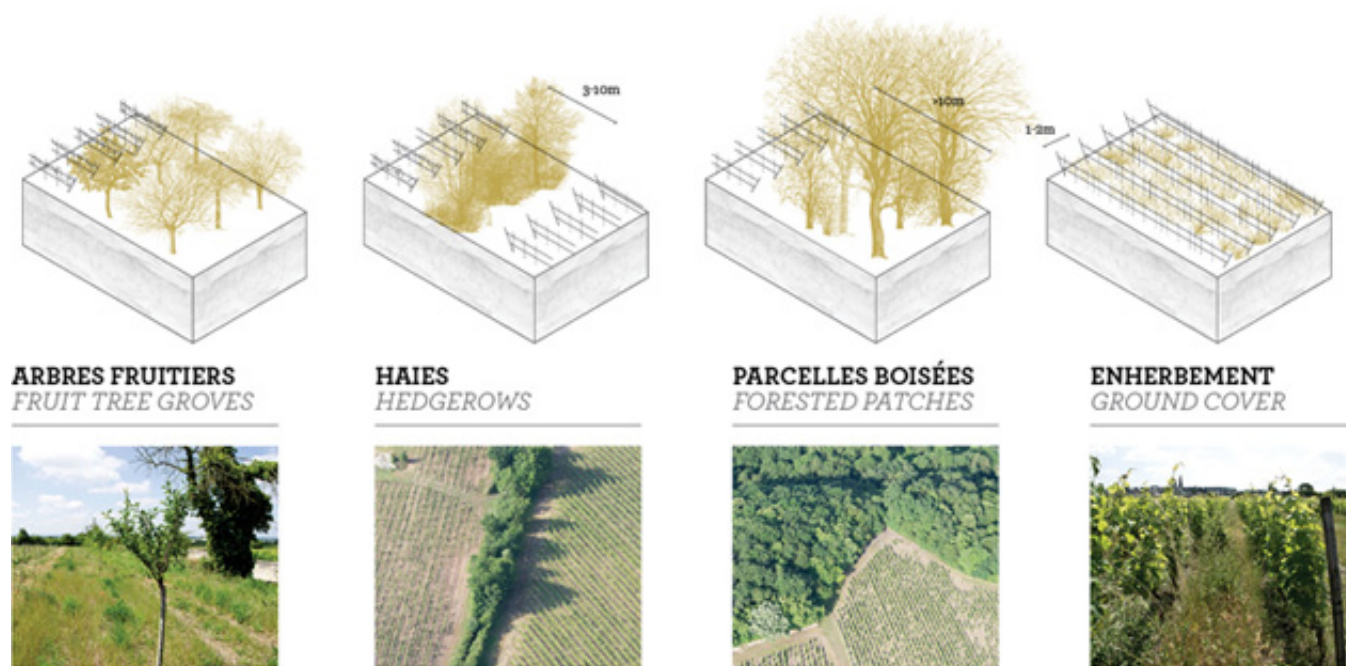 3-10m
>10m
1-2m
ARBRES FRUITIERS
FRUIT TREE GROVES
HAIES
HEDGEROWS
PARCELLES BOISÉES
FORESTED PATCHES
ENHERBEMENT
GROUND COVER